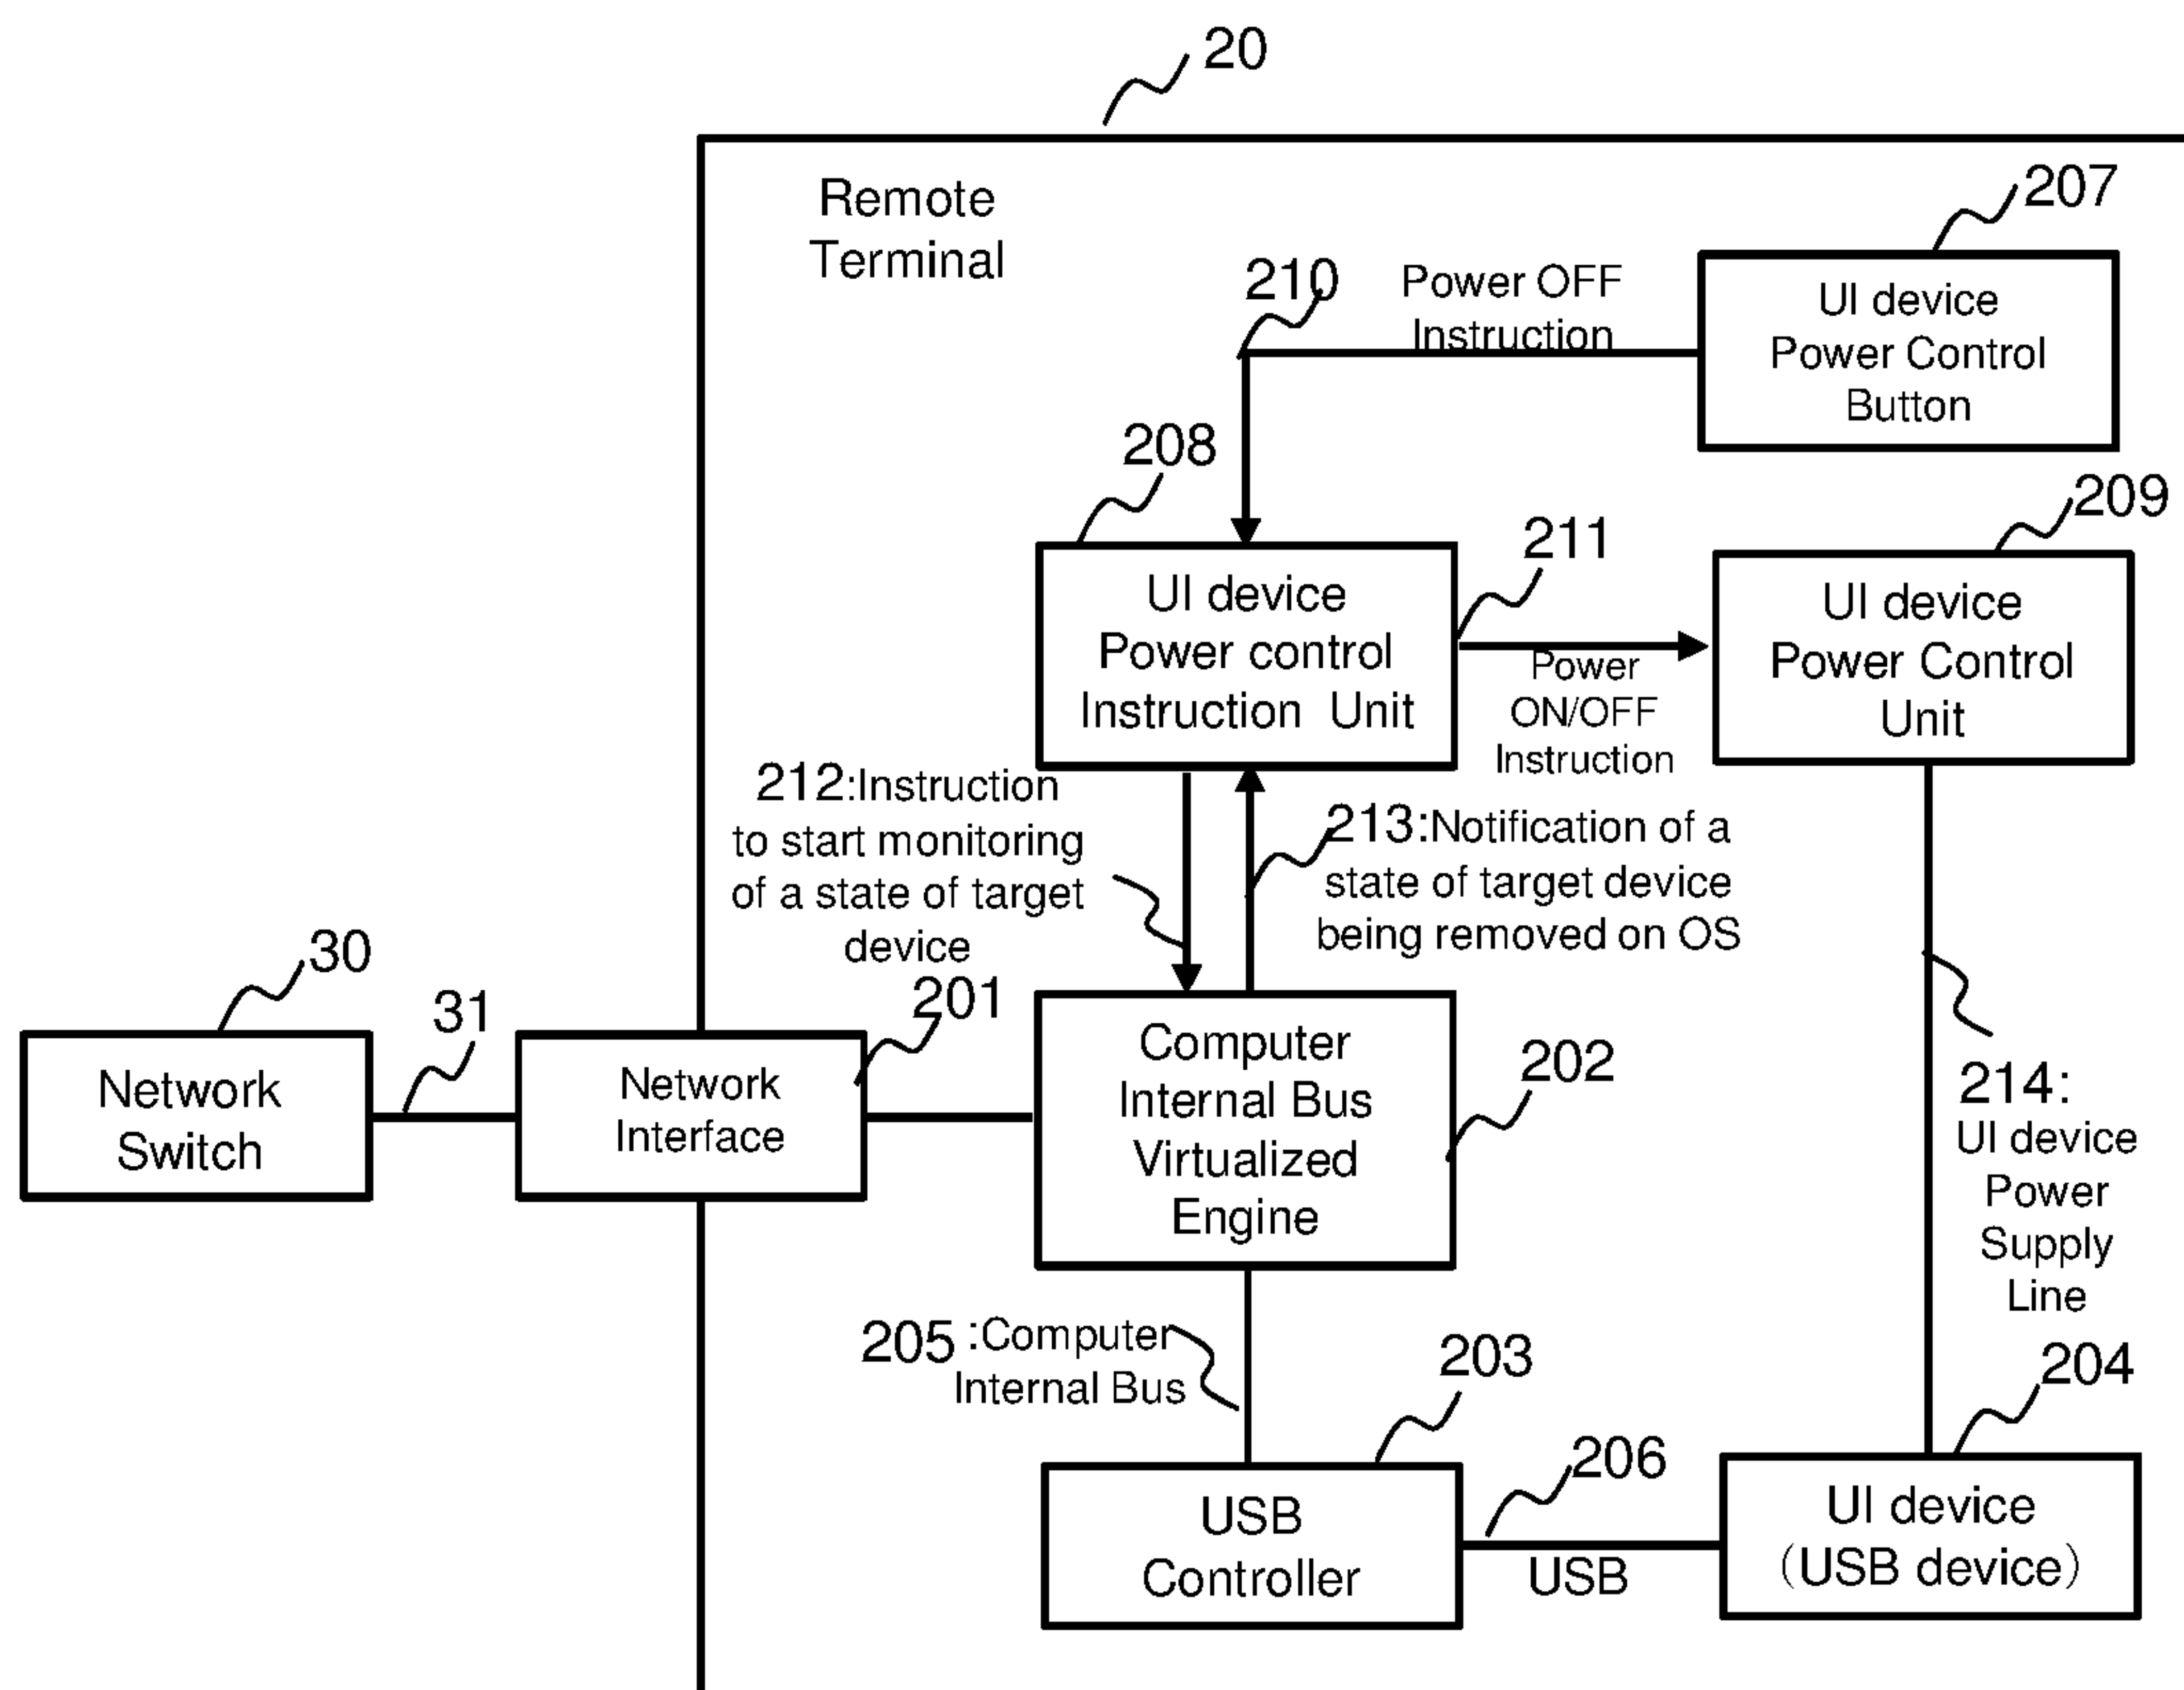 20
Remote
Terminal
207
UI device
Power Control
Button
210
Power OFF
Instruction
208
UI device
Power control
Instruction Unit
211
Power
ON/OFF
Instruction
209
UI device
Power Control
Unit
212:Instruction
to start monitoring
of a state of target
device
213:Notification of a
state of target device
being removed on OS
30
Network
Switch
31
201
Network
Interface
202
Computer
Internal Bus
Virtualized
Engine
214:
UI device
Power
Supply
Line
205 :Computer
Internal Bus
203
USB
Controller
206
USB
204
UI device
(USB device)